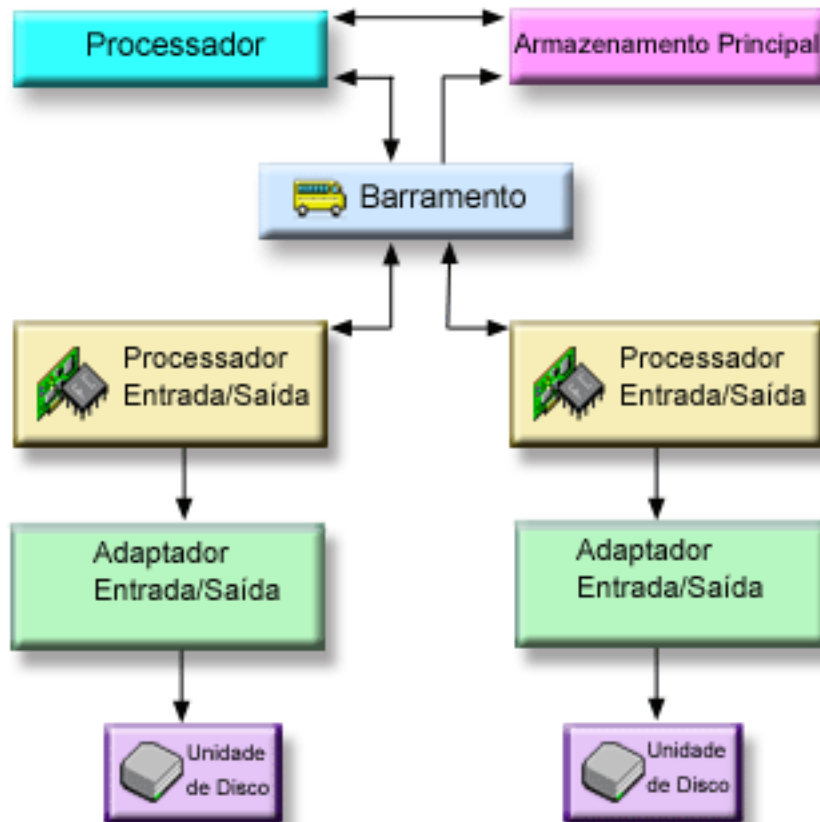 Processador
Armazenamento Principal
Barramento
Processador
Entrada/Saída
Processador
Entrada/Saída
Adaptador
Entrada/Saída
Adaptador
Entrada/Saída
Unidade
de Disco
Unidade
de Disco